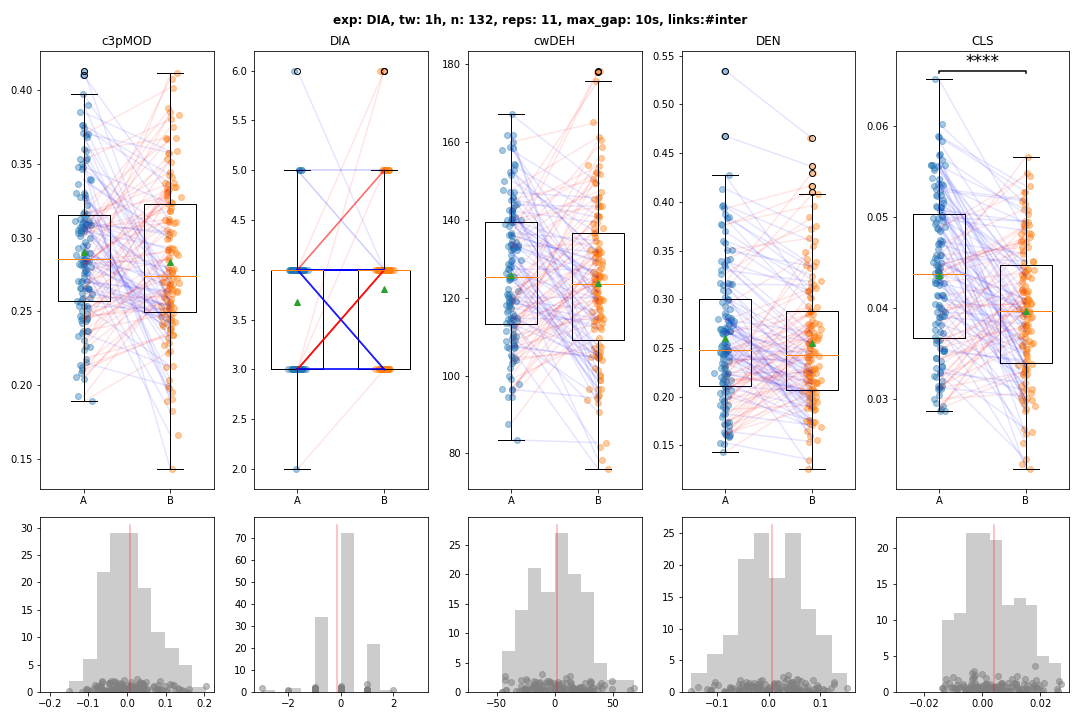 exp: DIA, tw: 1h, n: 132, reps: 11, max_gap: 10s, links:#inter
c3pMOD DIA cwDEH DEN CLS
****
0.40 0.35 0.30 0.25 0.20 0.15
6.0 5.5 5.0 4.5 4.0 3.5 3.0 2.5 2.0
180 160 140 120 100 80
0.55 0.50 0.45 0.40 0.35 0.30 0.25 0.20 0.15
0.06 0.05 0.04 0.03
A B A B A B A B A B
30 25 20 15 10 5 0
70 60 50 40 30 20 10 0
25 20 15 10 5 0
25 20 15 10 5 0
20 15 10 5 0
−0.2 −0.1 0.0 0.1 0.2 −2 0 2 −50 0 50 −0.1 0.0 0.1 −0.02 0.00 0.02